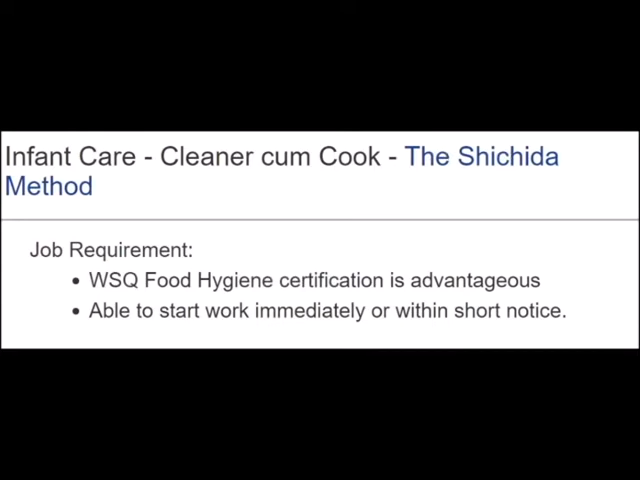 Infant Care - Cleaner cum Cook - The Shichida
Method
Job Requirement:
• WSQ Food Hygiene certification is advantageous
• Able to start work immediately or within short notice.